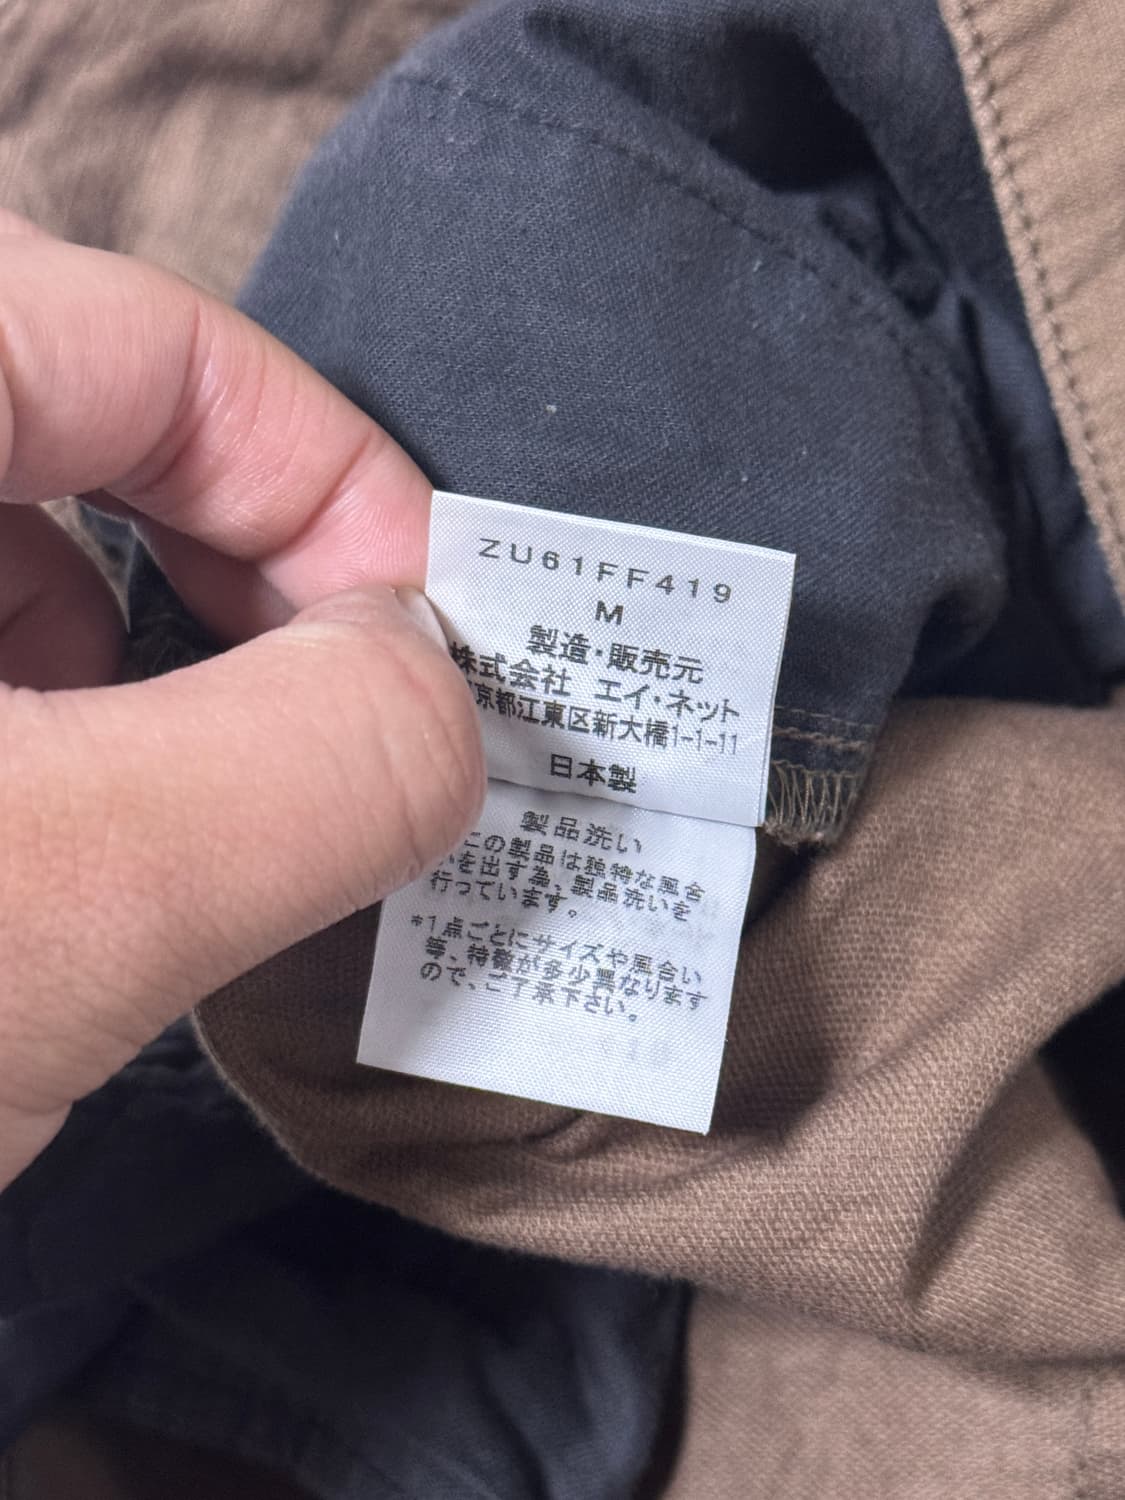 ZU61FF419
M
製造・販売元
株式会社 エイ・ネット
京都江東区新大橋1-1-11
日本製
製品洗い
この製品は独特な風合
いを出す為、製品洗いを
行っています。
*1点ごとにサイズや風合い
等、特徴が多少異なります
ので、ご了承下さい。